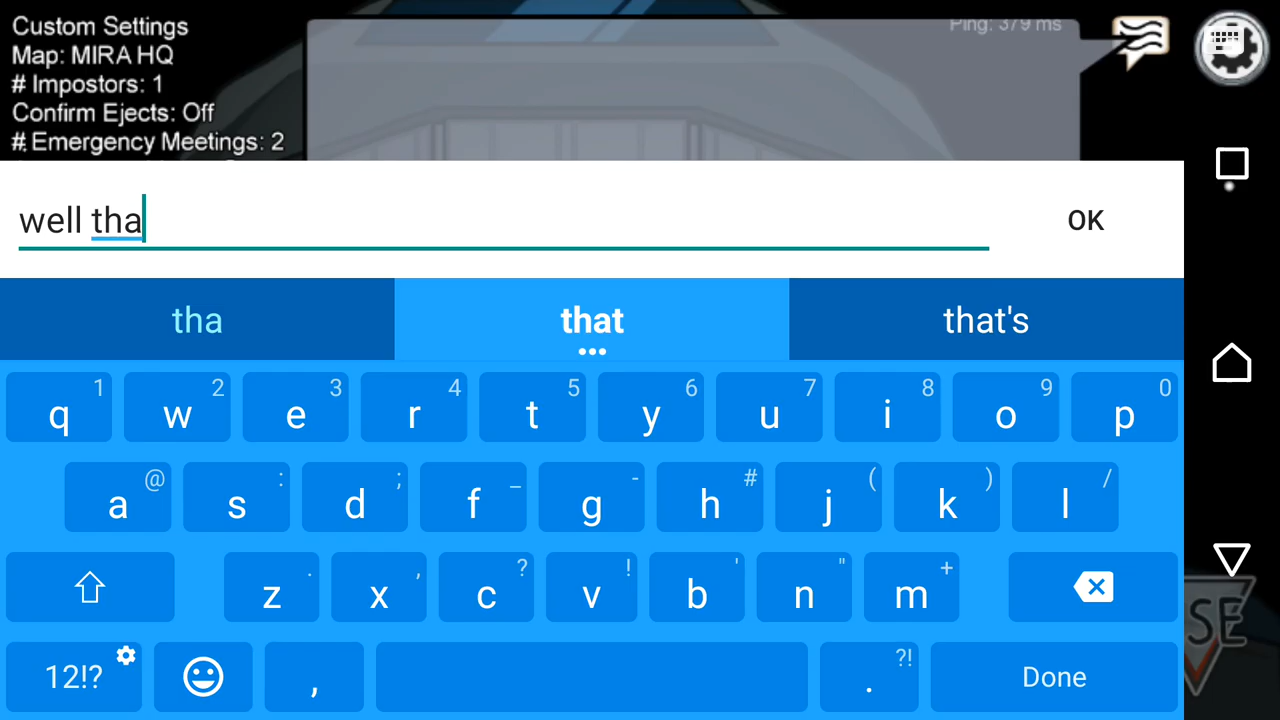 Custom Settings
Ping: 379 ms
Map: MIRA HQ
# Impostors: 1
Confirm Ejects: Off
# Emergency Meetings: 2
well tha
OK
tha that that's
1 2 3 4 5 6 7 8 9 0
q w e r t y u i o p
@ : ; _ - # ( ) /
a s d f g h j k l
. , ? ! ' " +
z x c v b n m
?!
12!? , . Done
SE